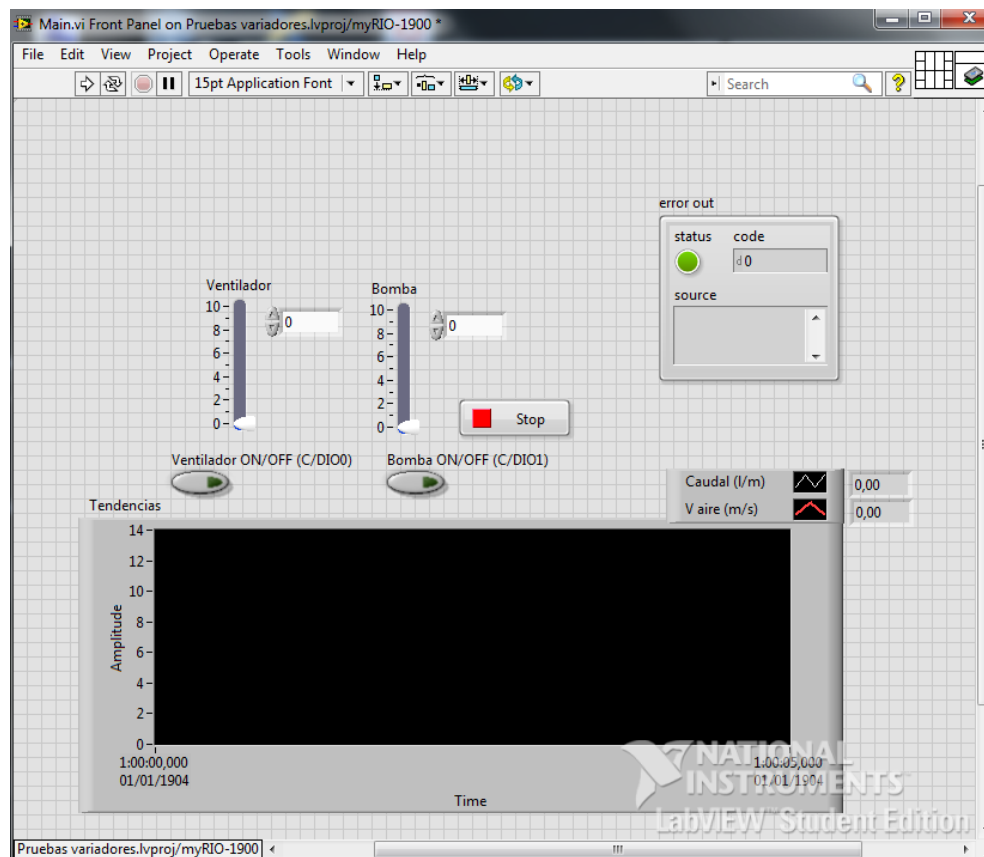 Main.vi Front Panel on Pruebas variadores.lvproj/myRIO-1900 *
File Edit View Project Operate Tools Window Help
15pt Application Font
Search
?
error out
status code
d 0
source
Ventilador
10
8
6
4
2
0
0
Bomba
10
8
6
4
2
0
0
Stop
Ventilador ON/OFF (C/DIO0)
Bomba ON/OFF (C/DIO1)
Caudal (l/m) 0,00
V aire (m/s) 0,00
Tendencias
14
12
10
8
6
4
2
0
Amplitude
1:00:00,000
01/01/1904
1:00:05,000
01/01/1904
Time
NATIONAL
INSTRUMENTS
LabVIEW™ Student Edition
Pruebas variadores.lvproj/myRIO-1900